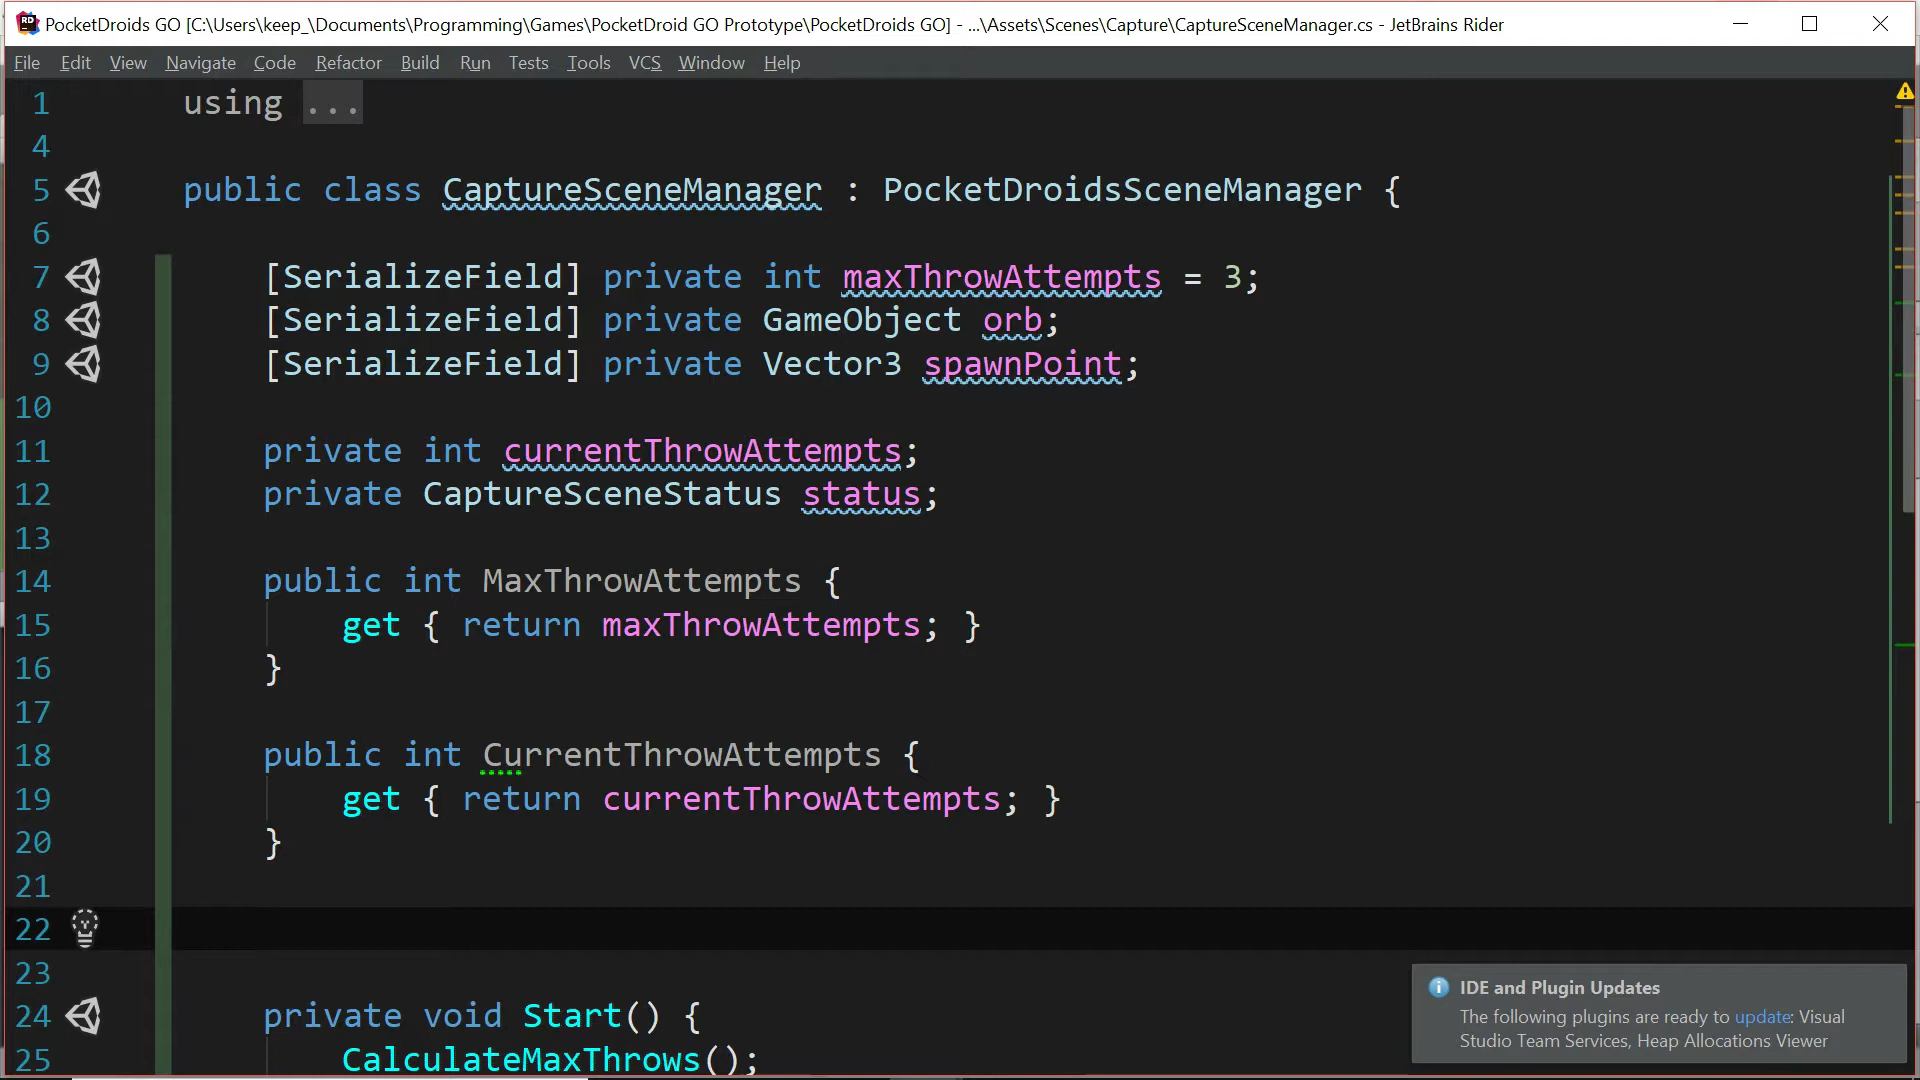 PocketDroids GO [C:\Users\keep_\Documents\Programming\Games\PocketDroid GO Prototype\PocketDroids GO] - ...\Assets\Scenes\Capture\CaptureSceneManager.cs - JetBrains Rider
File Edit View Navigate Code Refactor Build Run Tests Tools VCS Window Help
1 using ...
4
5 public class CaptureSceneManager : PocketDroidsSceneManager {
6
7 [SerializeField] private int maxThrowAttempts = 3;
8 [SerializeField] private GameObject orb;
9 [SerializeField] private Vector3 spawnPoint;
10
11 private int currentThrowAttempts;
12 private CaptureSceneStatus status;
13
14 public int MaxThrowAttempts {
15 get { return maxThrowAttempts; }
16 }
17
18 public int CurrentThrowAttempts {
19 get { return currentThrowAttempts; }
20 }
21
22
23
24 private void Start() {
25 CalculateMaxThrows();
IDE and Plugin Updates
The following plugins are ready to update: Visual
Studio Team Services, Heap Allocations Viewer